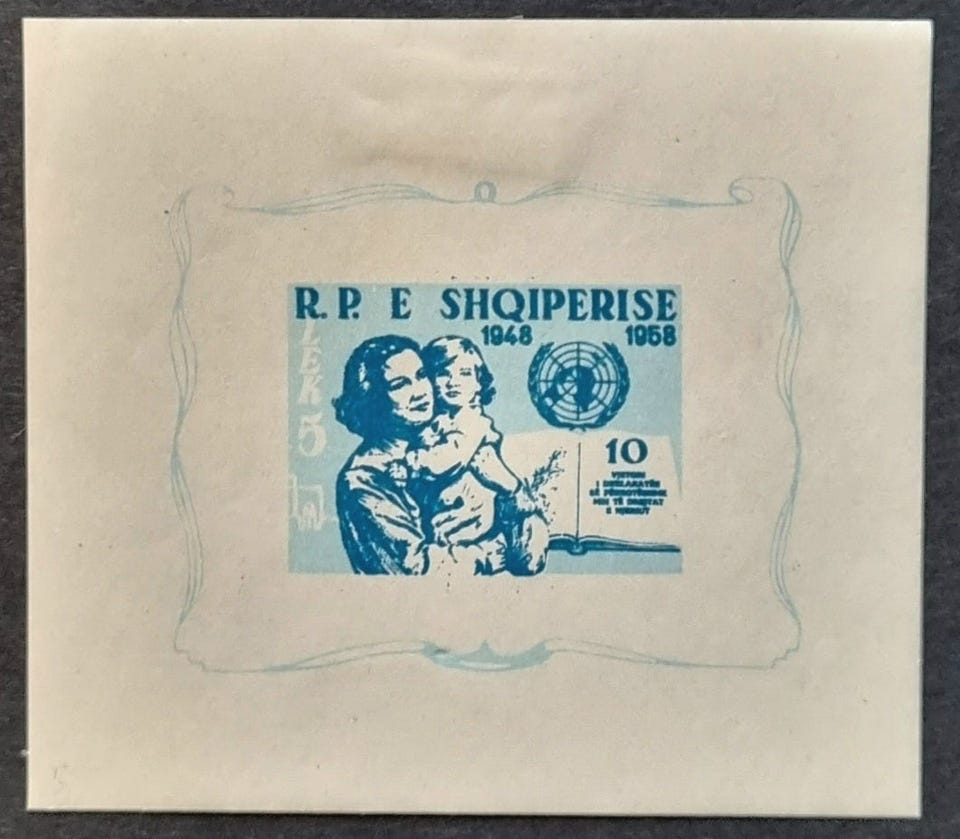 R. P. E SHQIPERISE
1948 1958
LEK 5
10
VJETORI
I DEKLARATËS
SË PËRGJITHSHME
MBI TË DREJTAT
E NJERIUT